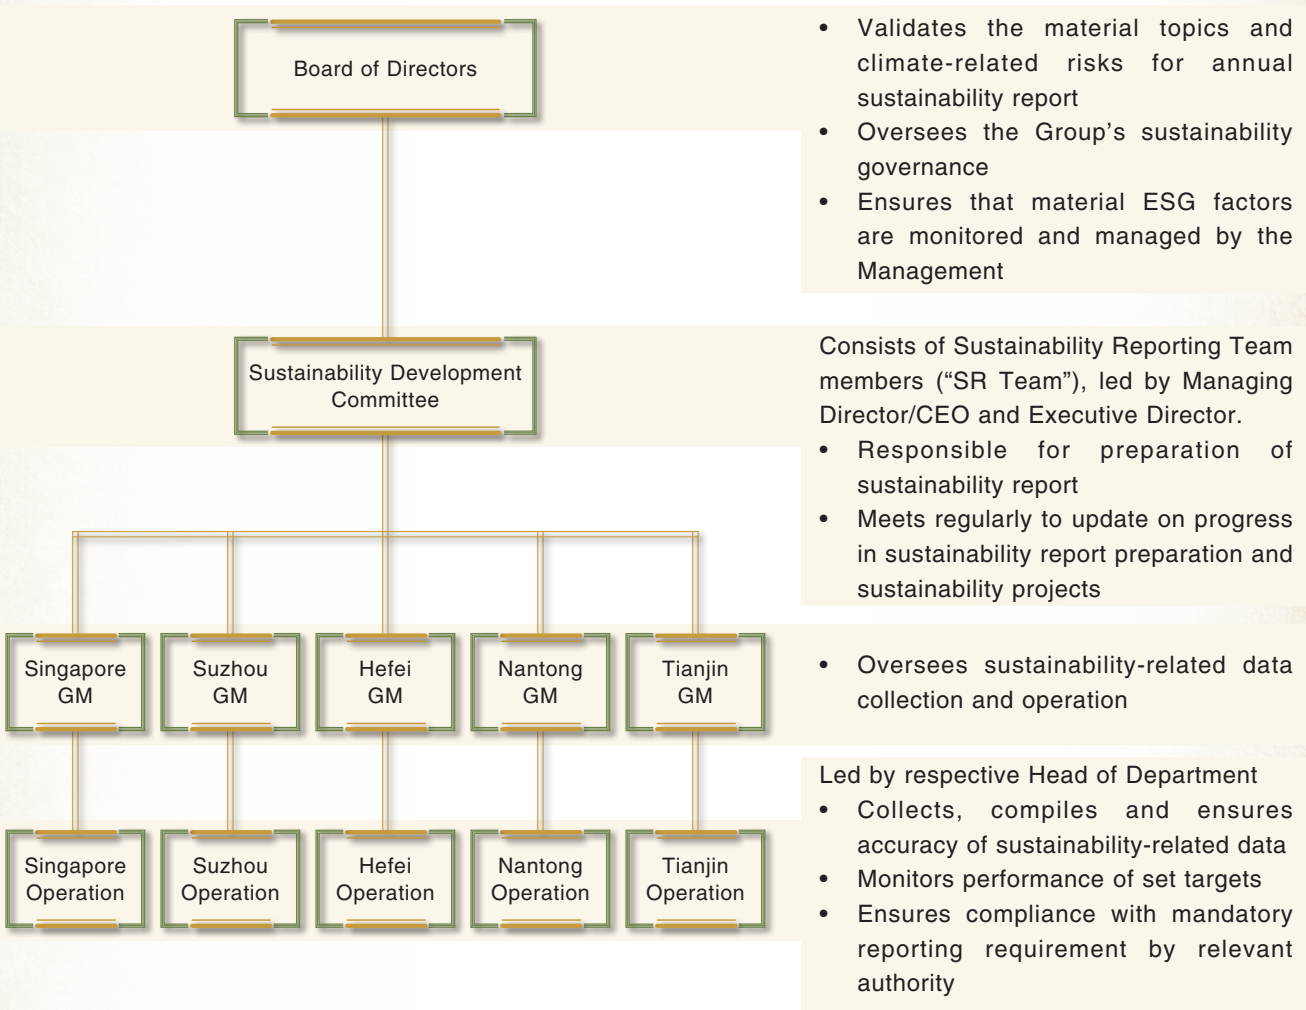 Board of Directors
• Validates the material topics and
climate-related risks for annual
sustainability report
• Oversees the Group’s sustainability
governance
• Ensures that material ESG factors
are monitored and managed by the
Management
Sustainability Development
Committee
Consists of Sustainability Reporting Team
members (“SR Team”), led by Managing
Director/CEO and Executive Director.
• Responsible for preparation of
sustainability report
• Meets regularly to update on progress
in sustainability report preparation and
sustainability projects
Singapore
GM
Suzhou
GM
Hefei
GM
Nantong
GM
Tianjin
GM
• Oversees sustainability-related data
collection and operation
Singapore
Operation
Suzhou
Operation
Hefei
Operation
Nantong
Operation
Tianjin
Operation
Led by respective Head of Department
• Collects, compiles and ensures
accuracy of sustainability-related data
• Monitors performance of set targets
• Ensures compliance with mandatory
reporting requirement by relevant
authority